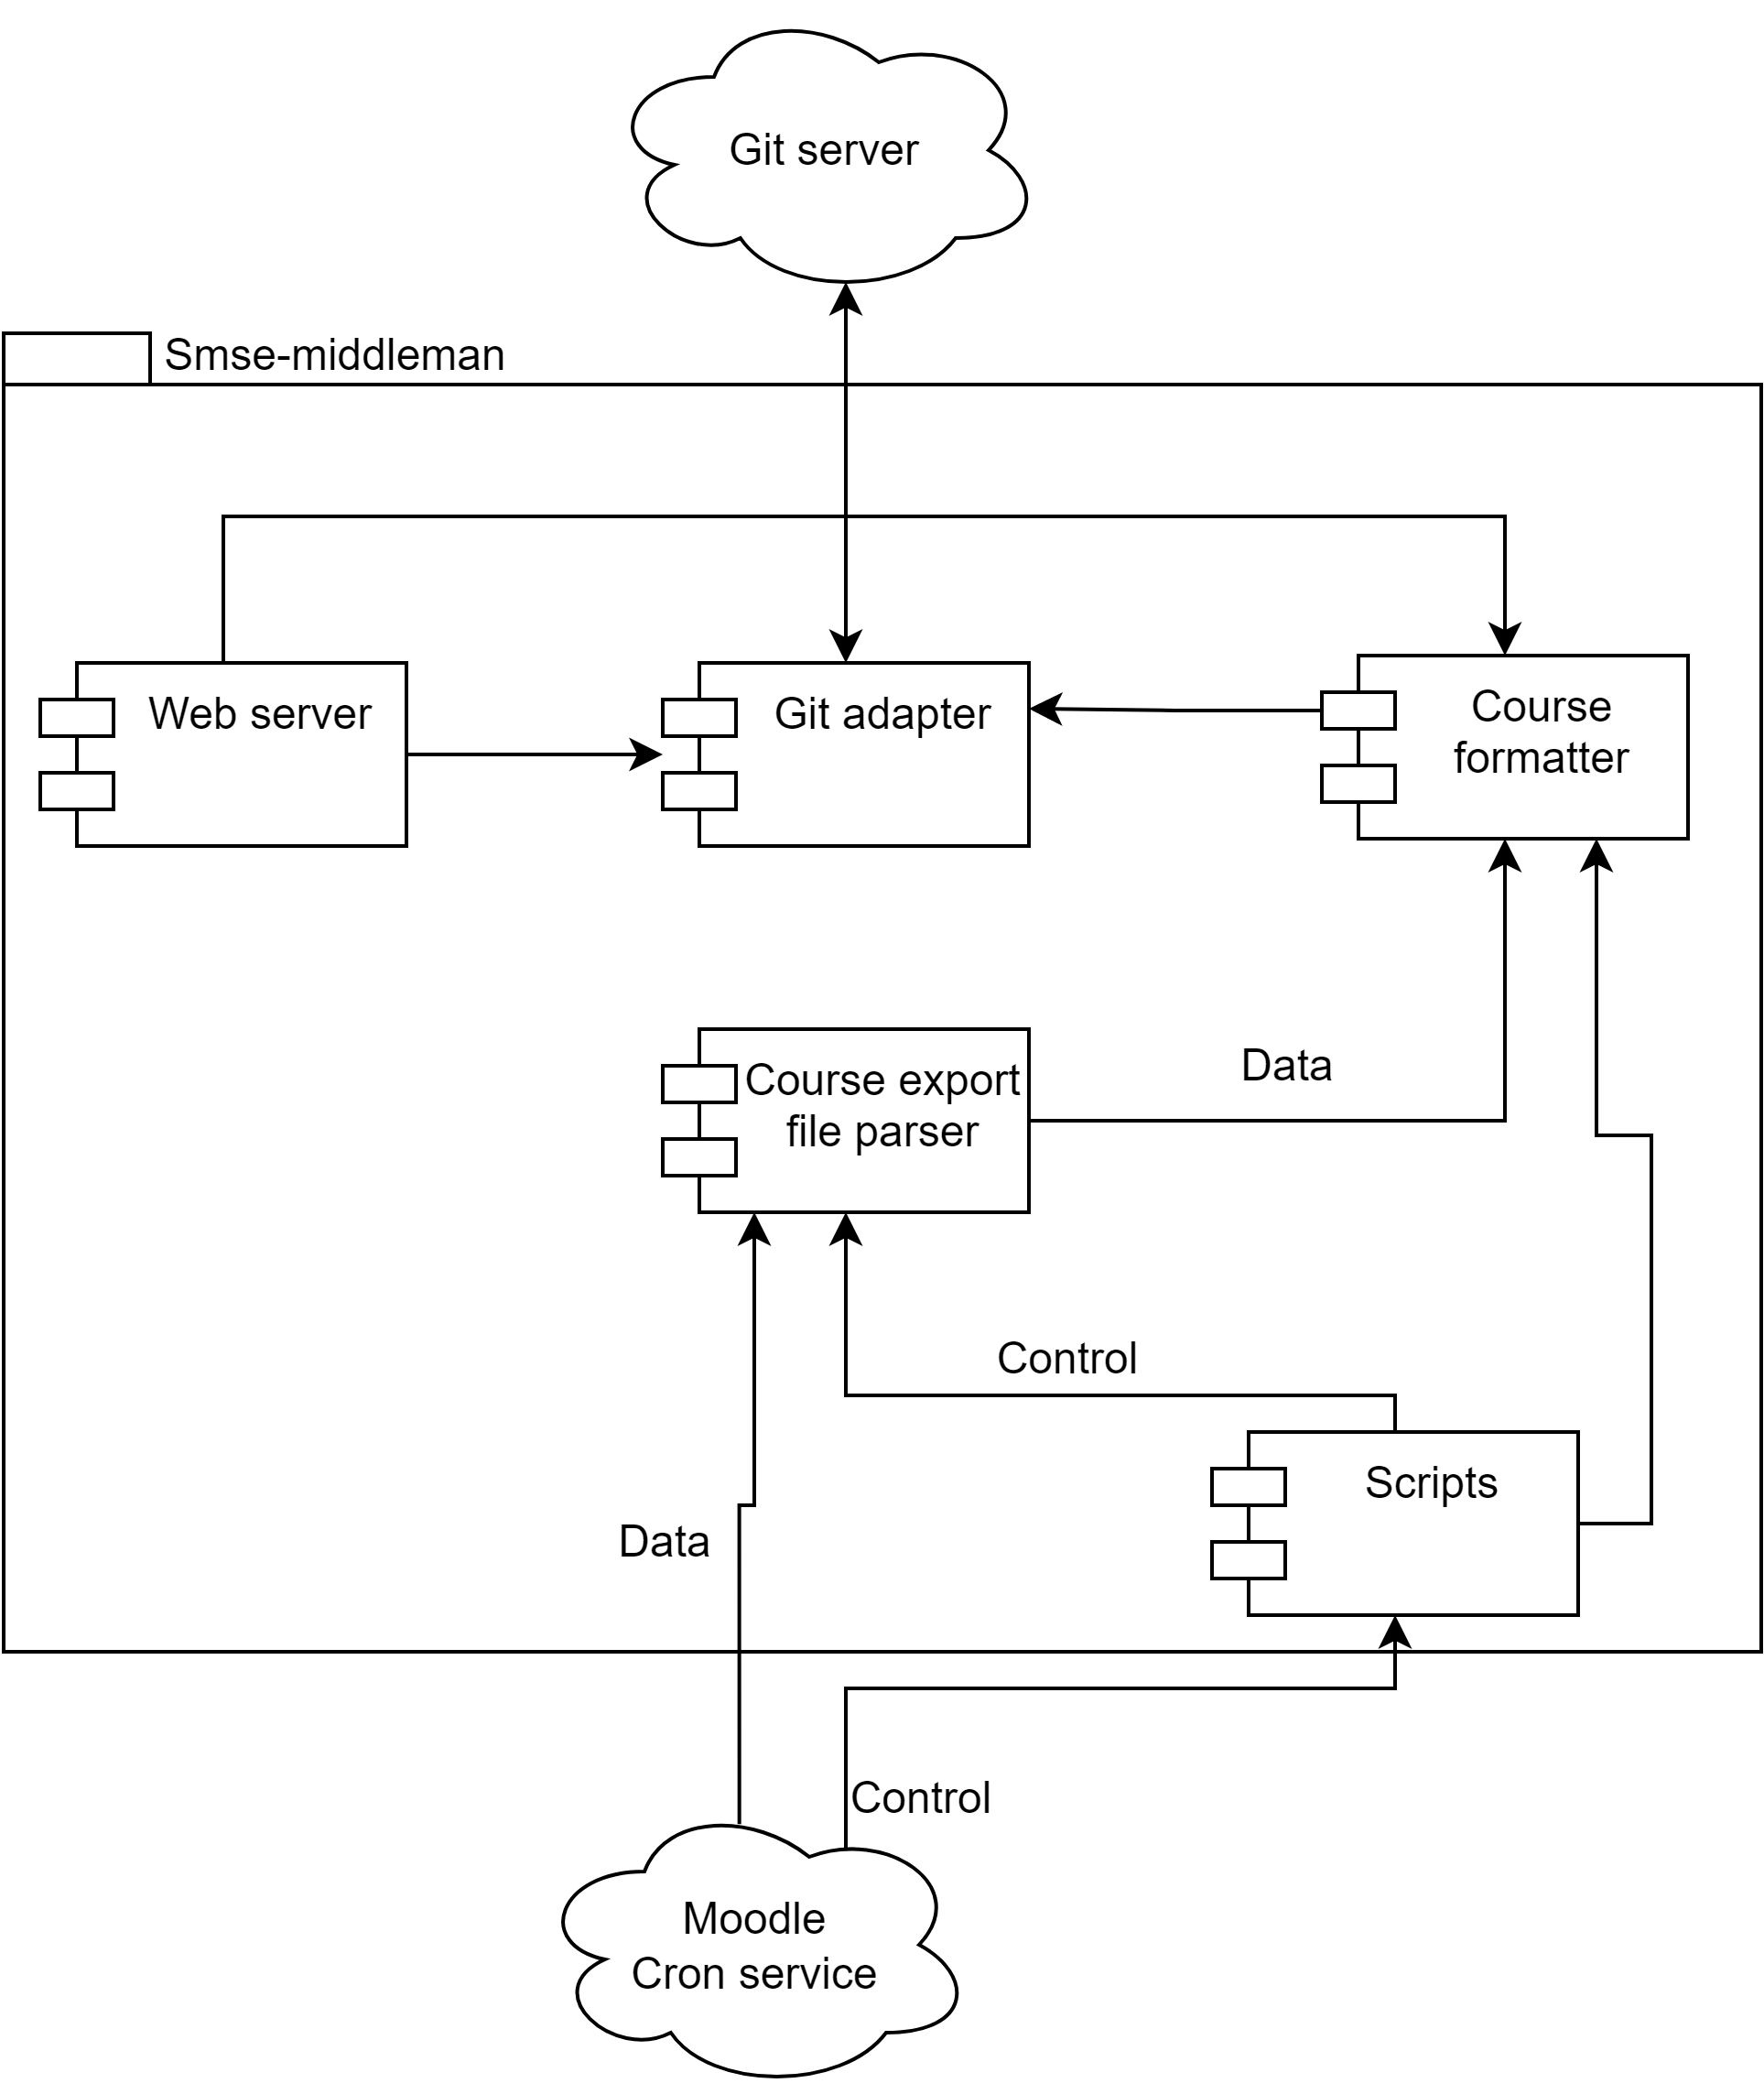 Git server
Smse-middleman
Web server
Git adapter
Course
formatter
Course export
file parser
Data
Control
Scripts
Data
Control
Moodle
Cron service